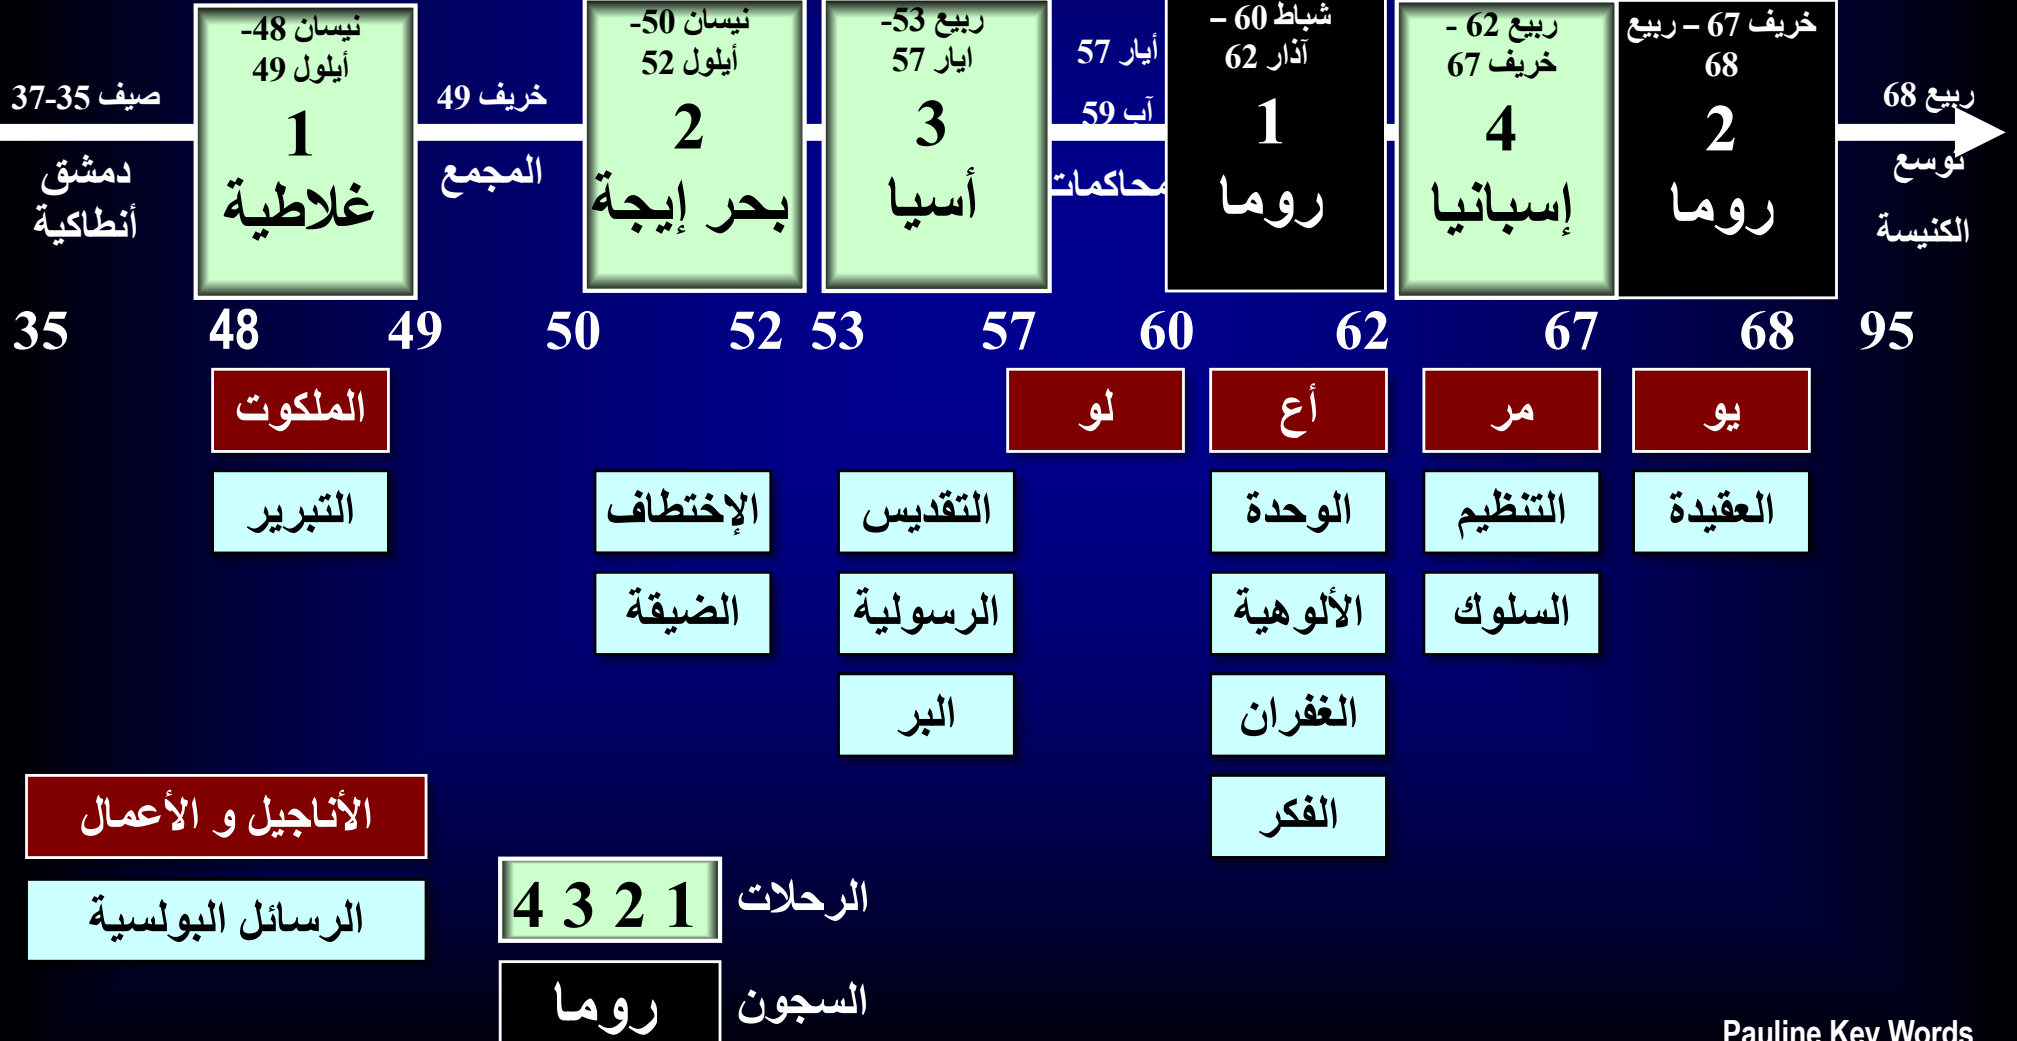 صيف 35-37
دمشق
أنطاكية
نيسان 48-
أيلول 49
1
غلاطية
خريف 49
المجمع
نيسان 50-
أيلول 52
2
بحر إيجة
ربيع 53-
ايار 57
3
أسيا
أيار 57
آب 59
محاكمات
شباط 60 –
آذار 62
1
روما
ربيع 62 -
خريف 67
4
إسبانيا
خريف 67 – ربيع
68
2
روما
ربيع 68
توسع
الكنيسة
35 48 49 50 52 53 57 60 62 67 68 95
الملكوت لو أع مر يو
التبرير الإختطاف التقديس الوحدة التنظيم العقيدة
الضيقة الرسولية الألوهية السلوك
البر الغفران
الفكر
الأناجيل و الأعمال
الرسائل البولسية
4 3 2 1 الرحلات
روما السجون
Pauline Key Words